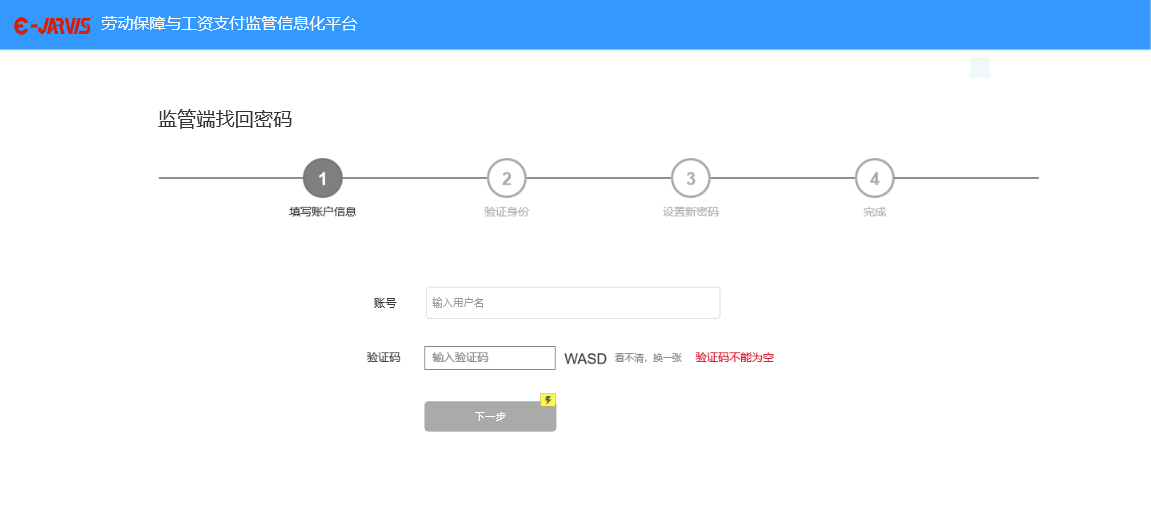 e-JARVIS 劳动保障与工资支付监管信息化平台
监管端找回密码
1 2 3 4
填写账户信息 验证身份 设置新密码 完成
账号 输入用户名
验证码 输入验证码 WASD 看不清，换一张 验证码不能为空
下一步